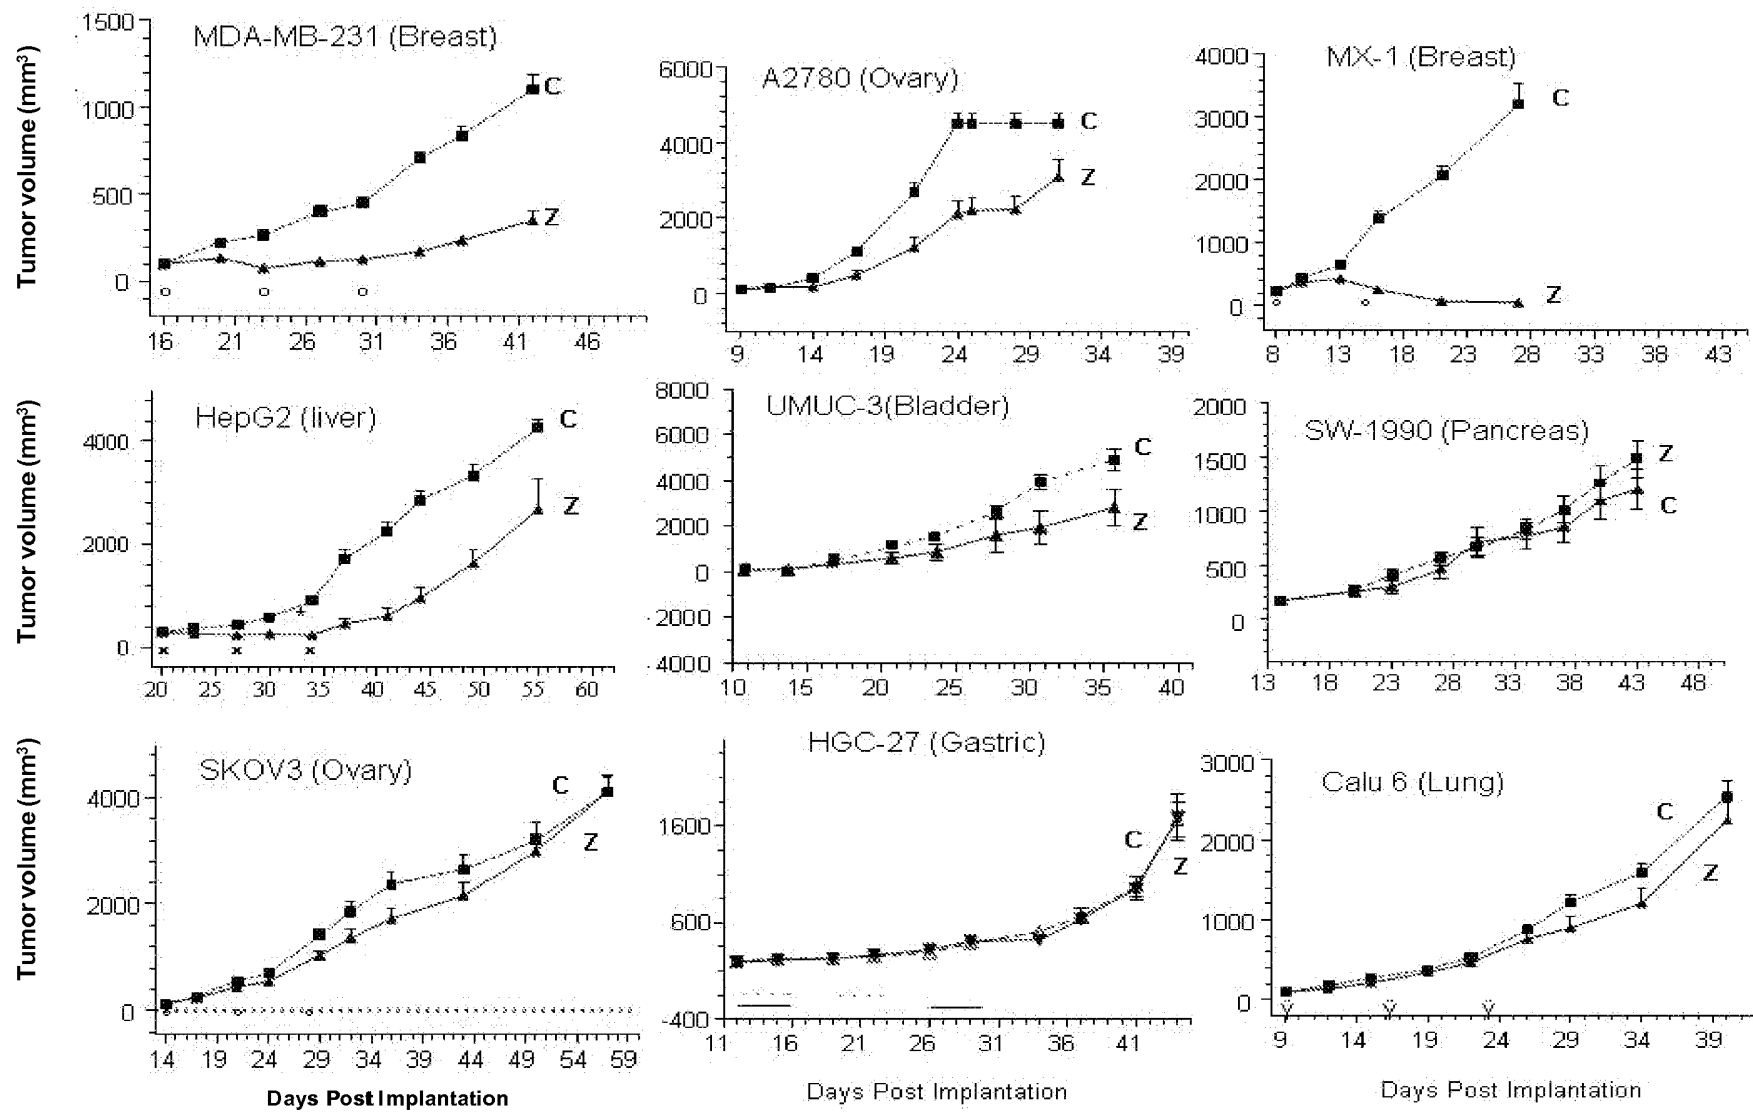 Tumor volume (mm³)
1500
1000
500
0
MDA-MB-231 (Breast)
C
Z
16 21 26 31 36 42 46
6000
4000
2000
0
A2780 (Ovary)
C
Z
9 14 19 24 29 34 39
4000
3000
2000
1000
0
MX-1 (Breast)
C
Z
8 13 18 23 28 33 38 43
Tumor volume (mm³)
4000
2000
0
HepG2 (liver)
C
Z
20 25 30 35 40 45 50 55 60
8000
6000
4000
2000
0
-2000
-4000
UMUC-3(Bladder)
C
Z
10 15 20 25 30 35 40
2000
1500
1000
500
0
SW-1990 (Pancreas)
Z
C
13 18 23 28 33 38 43 48
Tumor volume (mm³)
4000
2000
0
SKOV3 (Ovary)
C
Z
14 19 24 29 34 39 44 49 54 59
Days Post Implantation
1600
600
-400
HGC-27 (Gastric)
C
Z
11 16 21 26 31 36 41
Days Post Implantation
3000
2000
1000
0
Calu 6 (Lung)
C
Z
9 14 19 24 29 34 39
Days Post Implantation